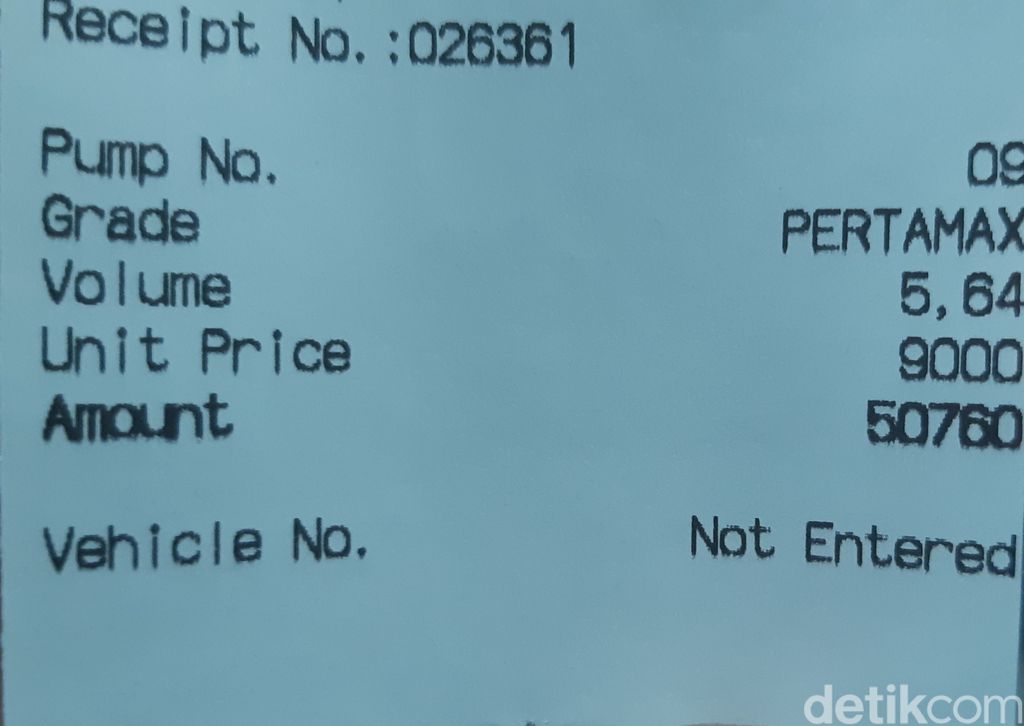 Receipt No.:026361
Pump No. 09
Grade PERTAMAX
Volume 5,64
Unit Price 9000
Amount 50760
Vehicle No. Not Entered
detikcom